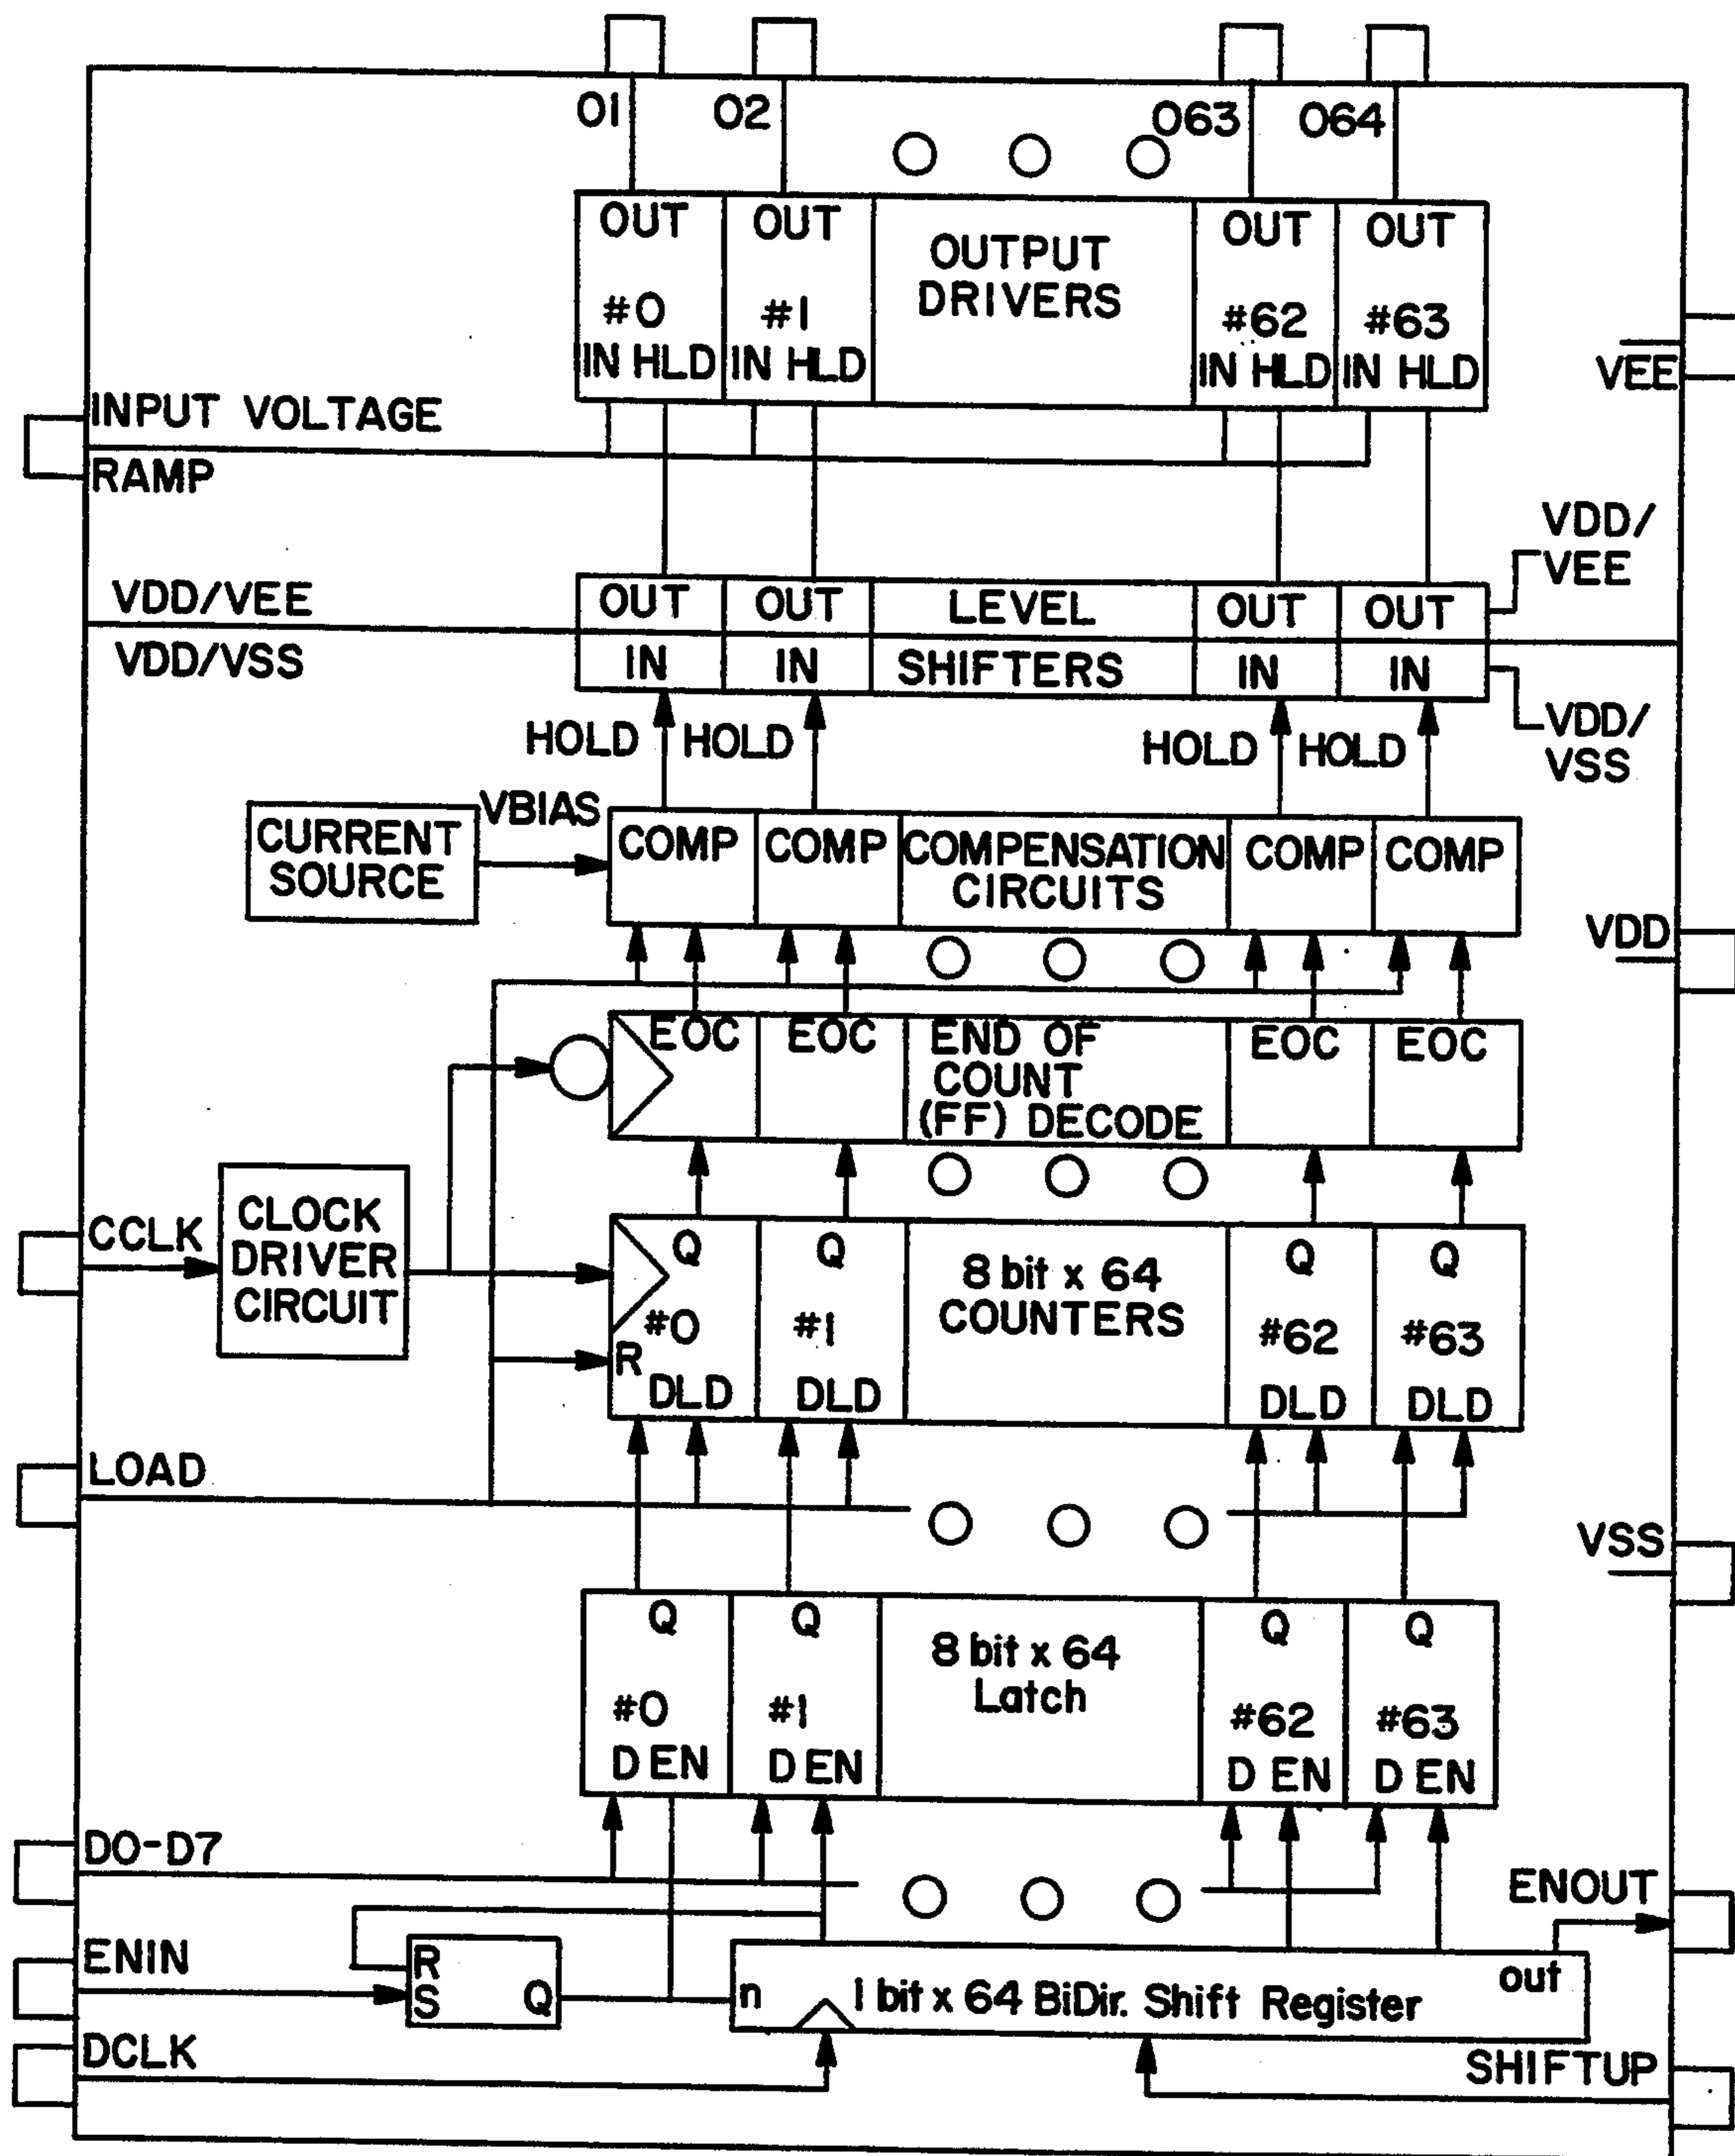 O1 O2 O63 O64
OUT OUT OUTPUT OUT OUT
DRIVERS
#0 #1 #62 #63
IN HLD IN HLD IN HLD IN HLD
VEE
INPUT VOLTAGE
RAMP
VDD/
VEE
VDD/VEE OUT OUT LEVEL OUT OUT
VDD/VSS IN IN SHIFTERS IN IN
HOLD HOLD HOLD HOLD VDD/
VSS
CURRENT
SOURCE
VBIAS
COMP COMP COMPENSATION
CIRCUITS
COMP COMP
VDD
EOC EOC END OF
COUNT
(FF) DECODE
EOC EOC
CCLK
CLOCK
DRIVER
CIRCUIT
Q Q 8 bit x 64
COUNTERS
Q Q
#0 #1 #62 #63
R
DLD DLD DLD DLD
LOAD
VSS
Q Q 8 bit x 64
Latch
Q Q
#0 #1 #62 #63
D EN D EN D EN D EN
DO-D7
ENOUT
ENIN
R
S Q
n 1 bit x 64 BiDir. Shift Register out
DCLK
SHIFTUP